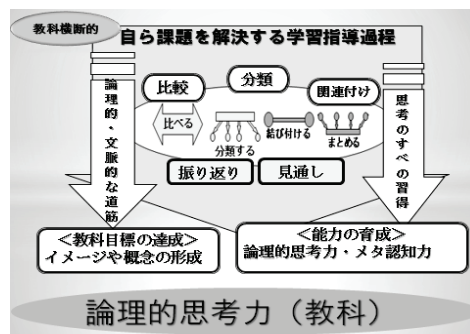 教科横断的
自ら課題を解決する学習指導過程
論理的・文脈的な道筋
比較
分類
関連付け
比べる
分類する
結び付ける
まとめる
思考のすべの習得
振り返り
見通し
＜教科目標の達成＞
イメージや概念の形成
＜能力の育成＞
論理的思考力・メタ認知力
論理的思考力（教科）